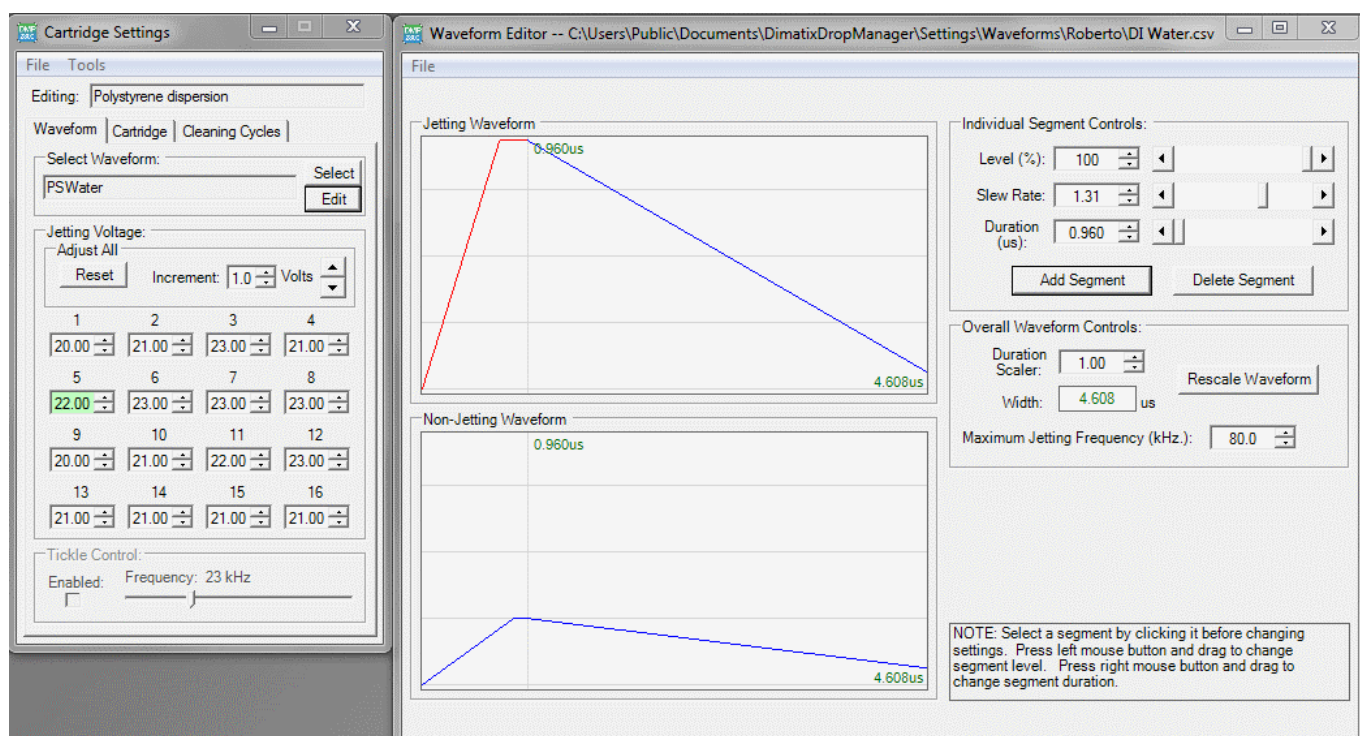 Cartridge Settings
File Tools
Editing: Polystyrene dispersion
Waveform Cartridge Cleaning Cycles
Select Waveform:
PSWater
Select
Edit
Jetting Voltage:
Adjust All
Reset Increment: 1.0 Volts
1 2 3 4
20.00 21.00 23.00 21.00
5 6 7 8
22.00 23.00 23.00 23.00
9 10 11 12
20.00 21.00 22.00 23.00
13 14 15 16
21.00 21.00 21.00 21.00
Tickle Control:
Enabled: Frequency: 23 kHz
Waveform Editor -- C:\Users\Public\Documents\DimatixDropManager\Settings\Waveforms\Roberto\DI Water.csv
File
Jetting Waveform
0.960us
4.608us
Non-Jetting Waveform
0.960us
4.608us
Individual Segment Controls:
Level (%): 100
Slew Rate: 1.31
Duration
(us): 0.960
Add Segment Delete Segment
Overall Waveform Controls:
Duration
Scaler: 1.00
Rescale Waveform
Width: 4.608 us
Maximum Jetting Frequency (kHz.): 80.0
NOTE: Select a segment by clicking it before changing
settings. Press left mouse button and drag to change
segment level. Press right mouse button and drag to
change segment duration.